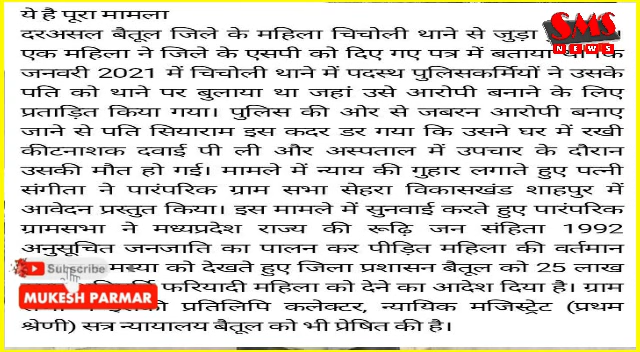 ये है पूरा मामला
दरअसल बैतूल जिले के महिला चिचोली थाने से जुड़ा
SMS
NEWS
एक महिला ने जिले के एसपी को दिए गए पत्र में बताया
जनवरी 2021 में चिचोली थाने में पदस्थ पुलिसकर्मियों ने उसके
पति को थाने पर बुलाया था जहां उसे आरोपी बनाने के लिए
प्रताड़ित किया गया। पुलिस की ओर से जबरन आरोपी बनाए
जाने से पति सियाराम इस कदर डर गया कि उसने घर में रखी
कीटनाशक दवाई पी ली और अस्पताल में उपचार के दौरान
उसकी मौत हो गई। मामले में न्याय की गुहार लगाते हुए पत्नी
संगीता ने पारंपरिक ग्राम सभा सेहरा विकासखंड शाहपुर में
आवेदन प्रस्तुत किया। इस मामले में सुनवाई करते हुए पारंपरिक
ग्रामसभा ने मध्यप्रदेश राज्य की रूढ़ि जन संहिता 1992
अनुसूचित जनजाति का पालन कर पीड़ित महिला की वर्तमान
Subscribe
को देखते हुए जिला प्रशासन बैतूल को 25 लाख
MUKESH PARMAR
फरियादी महिला को देने का आदेश दिया है। ग्राम
प्रतिलिपि कलेक्टर, न्यायिक मजिस्ट्रेट (प्रथम
श्रेणी) सत्र न्यायालय बैतूल को भी प्रेषित की है।